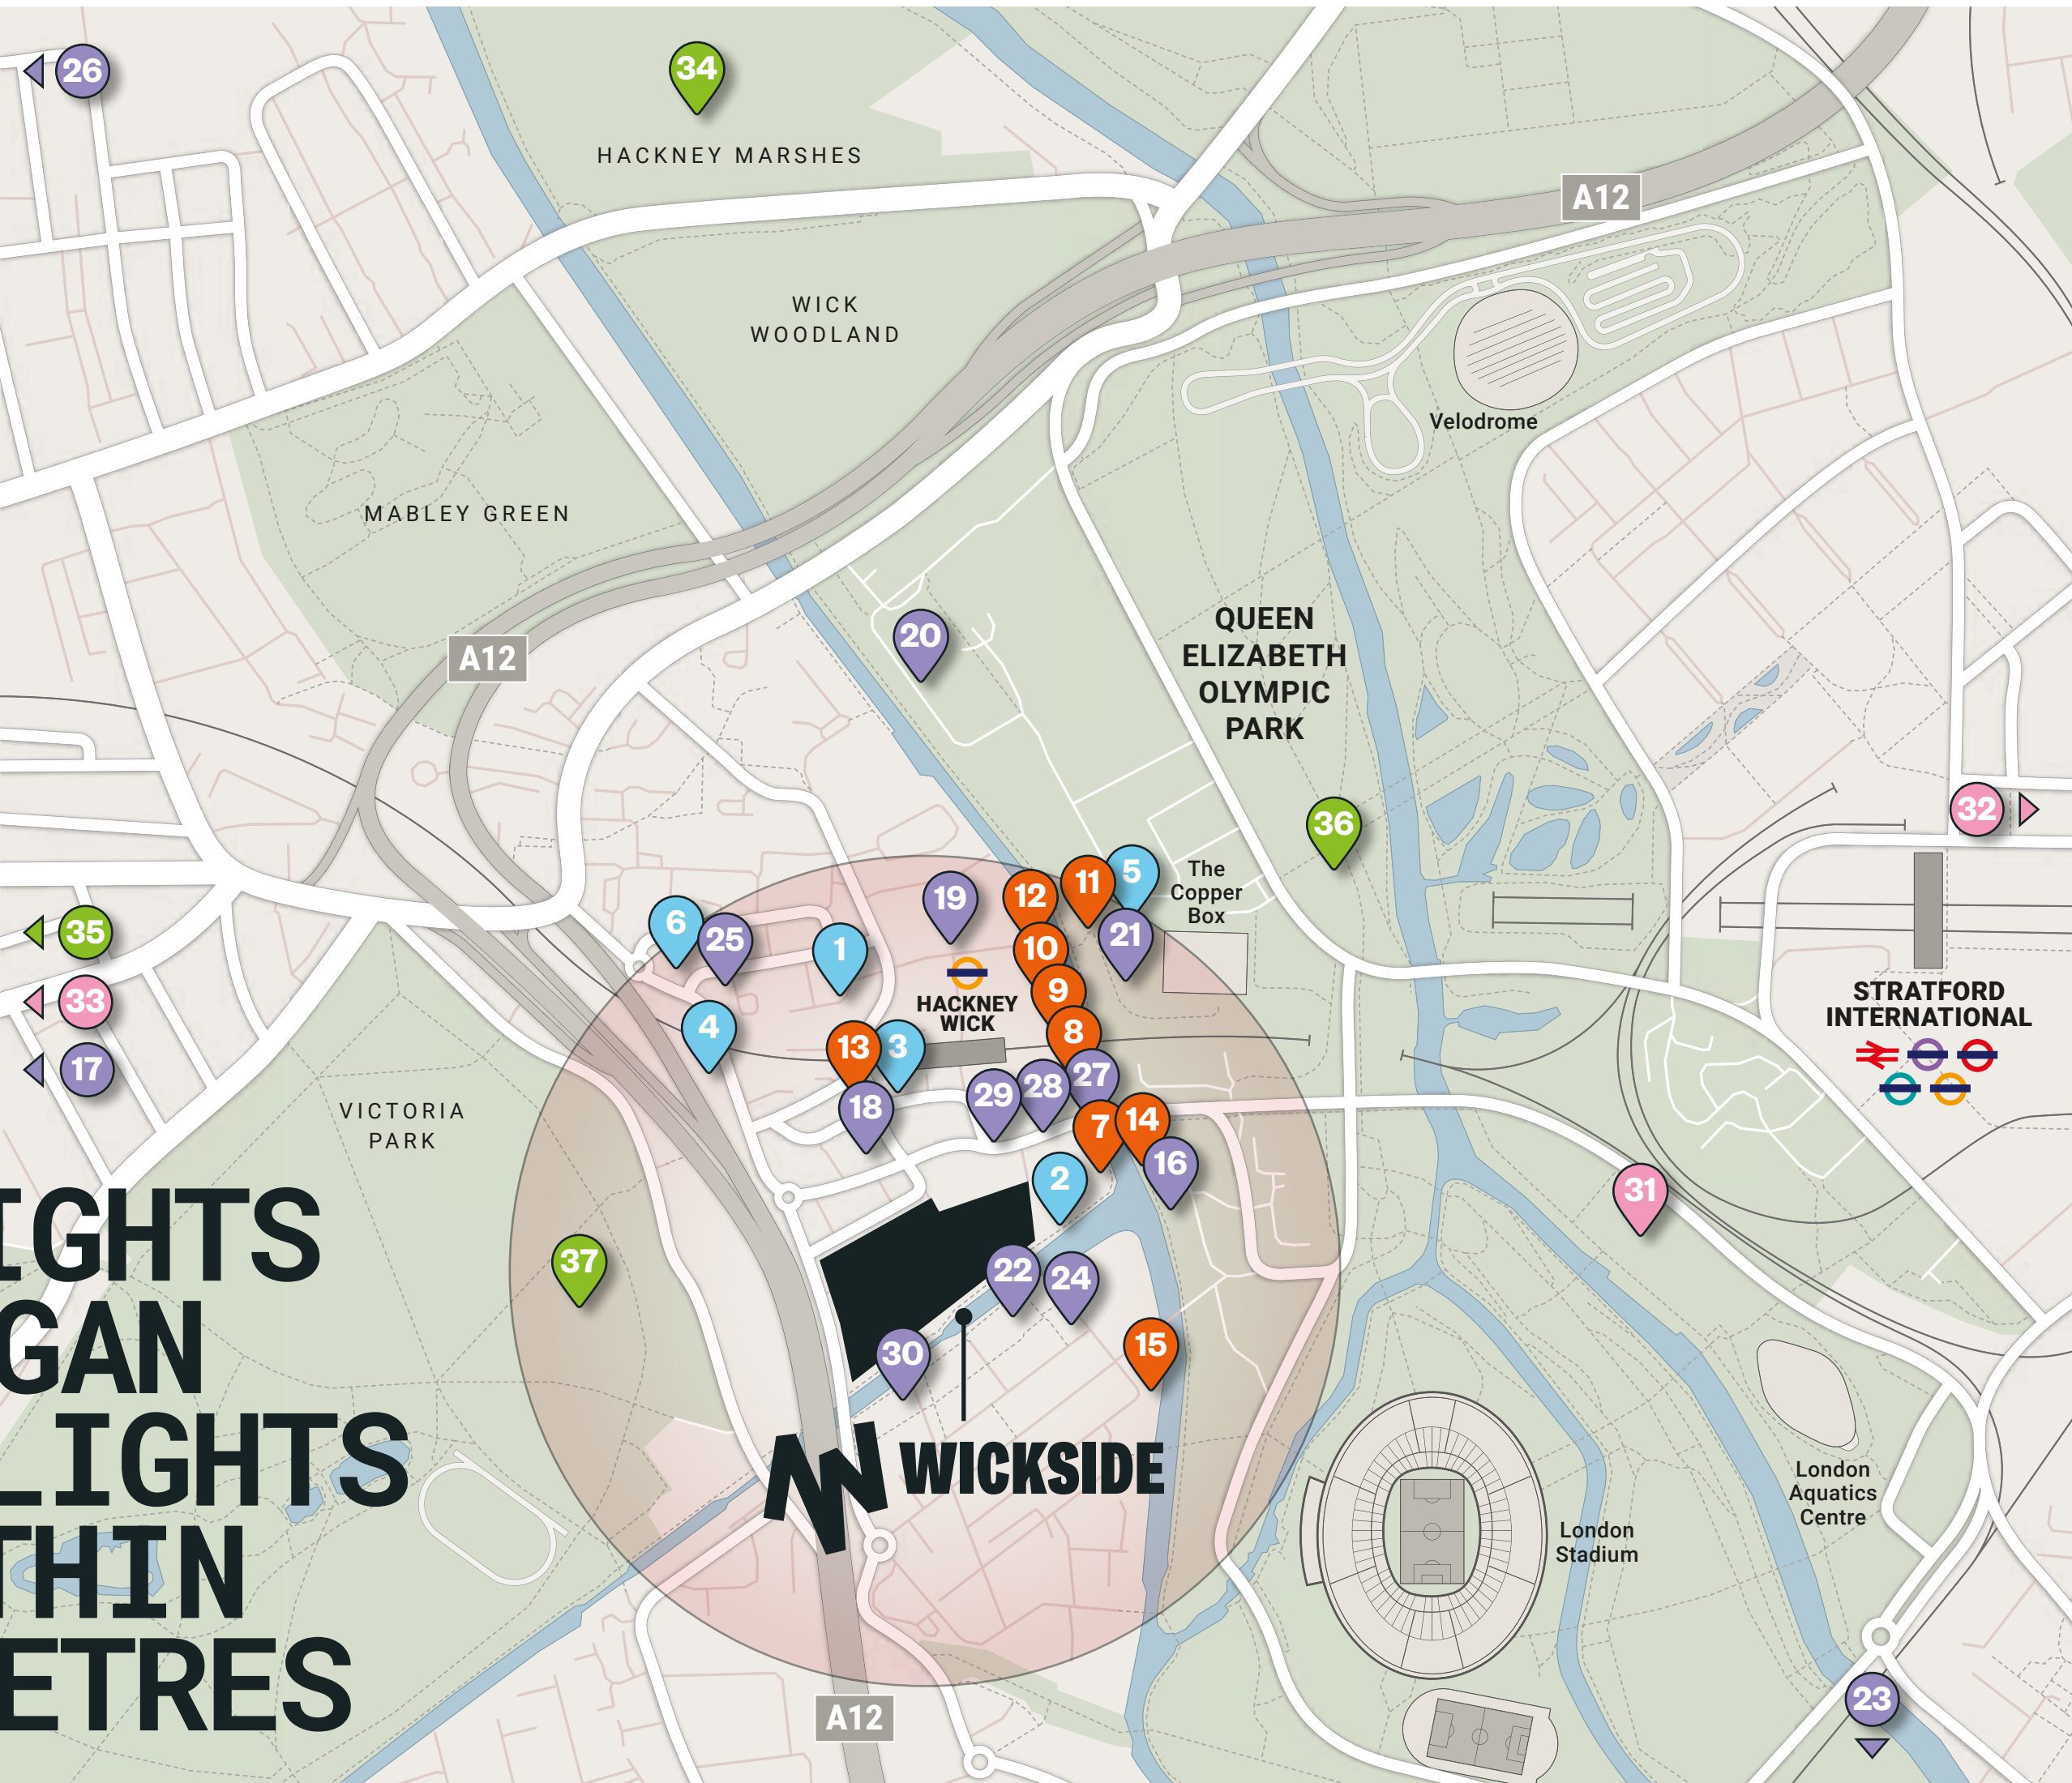 26
34
HACKNEY MARSHES
A12
WICK
WOODLAND
Velodrome
MABLEY GREEN
A12
20
QUEEN
ELIZABETH
OLYMPIC
PARK
36
32
The
Copper
Box
5
11
12
19
6
25
1
10
21
35
9
HACKNEY
WICK
STRATFORD
INTERNATIONAL
33
4
13
3
8
17
18
29
28
27
VICTORIA
PARK
7
14
16
2
31
IGHTS
GAN
LIGHTS
THIN
ETRES
37
22
24
30
15
WICKSIDE
London
Aquatics
Centre
London
Stadium
A12
23